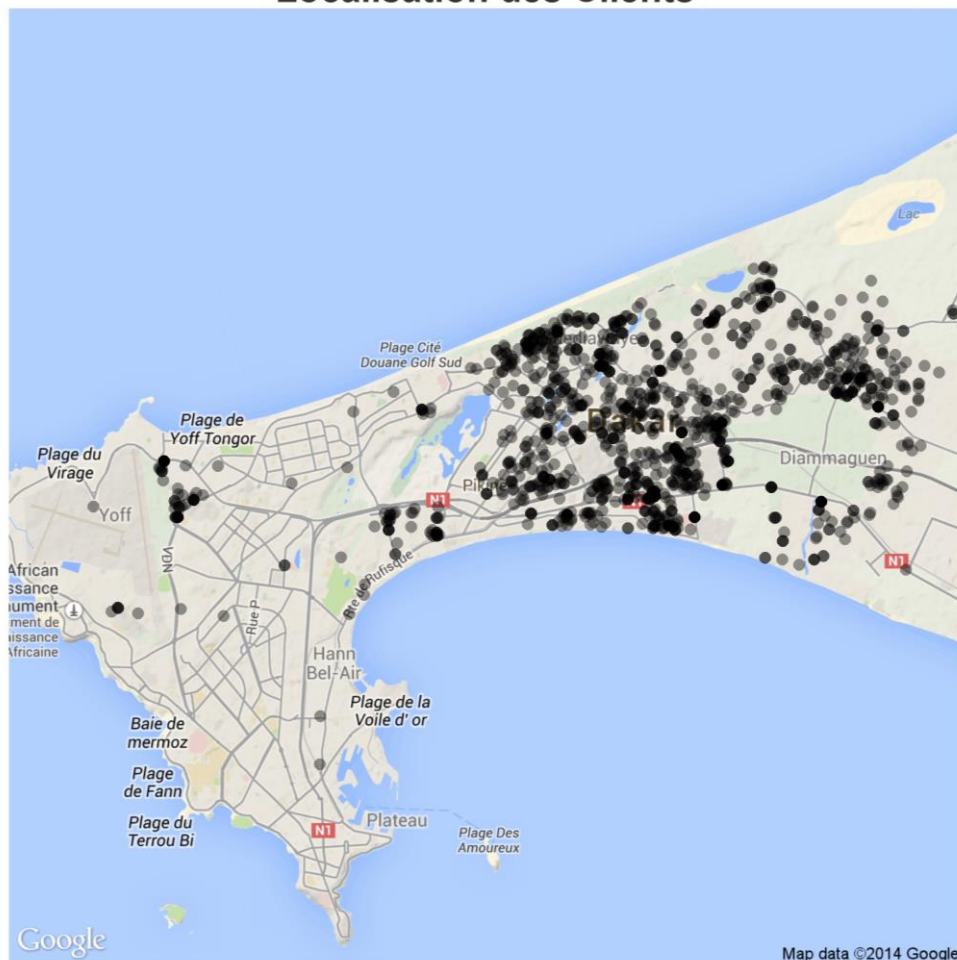 Localisation des Clients
Lac
Plage Cité
Douane Golf Sud
Plage de
Yoff Tongor
Plage du
Virage
Dakar
Diammaguen
N1
Yoff
VDN
N1
African
ument
ment de
issance
Africaine
Rte de Rufisque
Rue P
Hann
Bel-Air
Plage de la
Voile d' or
Baie de
mermoz
Plage
de Fann
Plage du
Terrou Bi
N1
Plateau
Plage Des
Amoureux
Google
Map data ©2014 Google